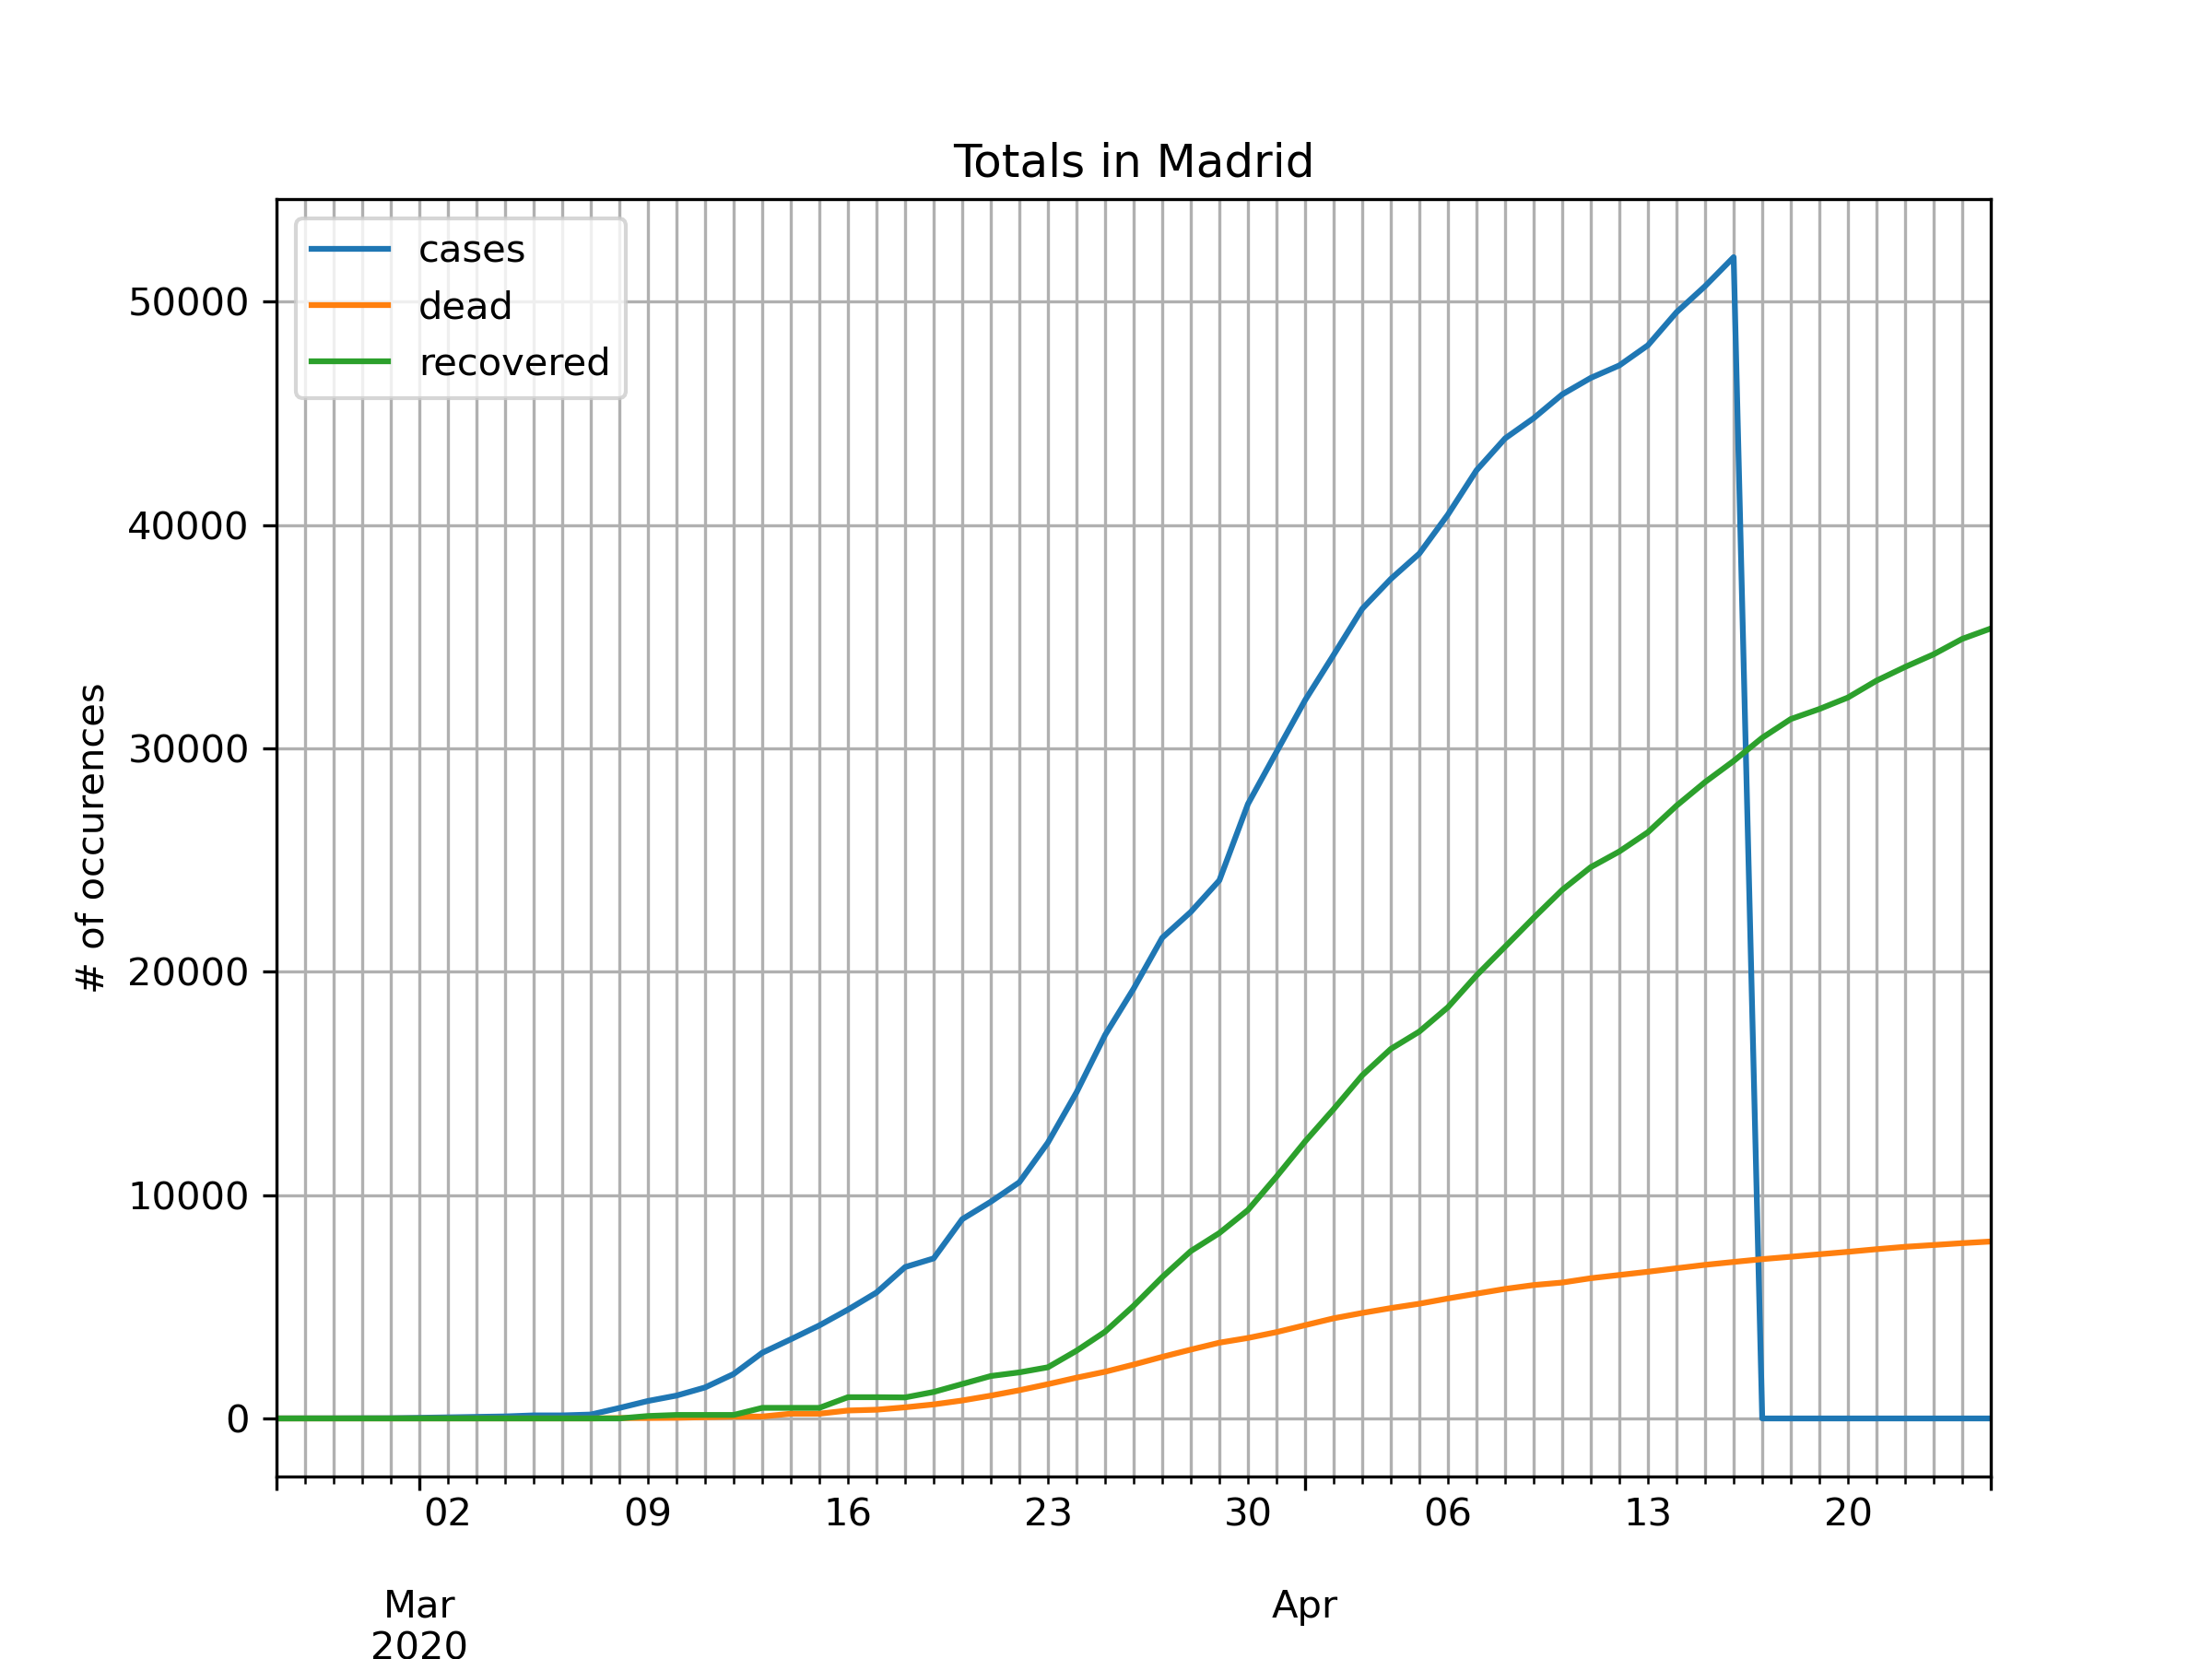 Totals in Madrid
cases
dead
recovered
50000
40000
30000
20000
10000
0
# of occurences
02 09 16 23 30 06 13 20
Mar Apr
2020